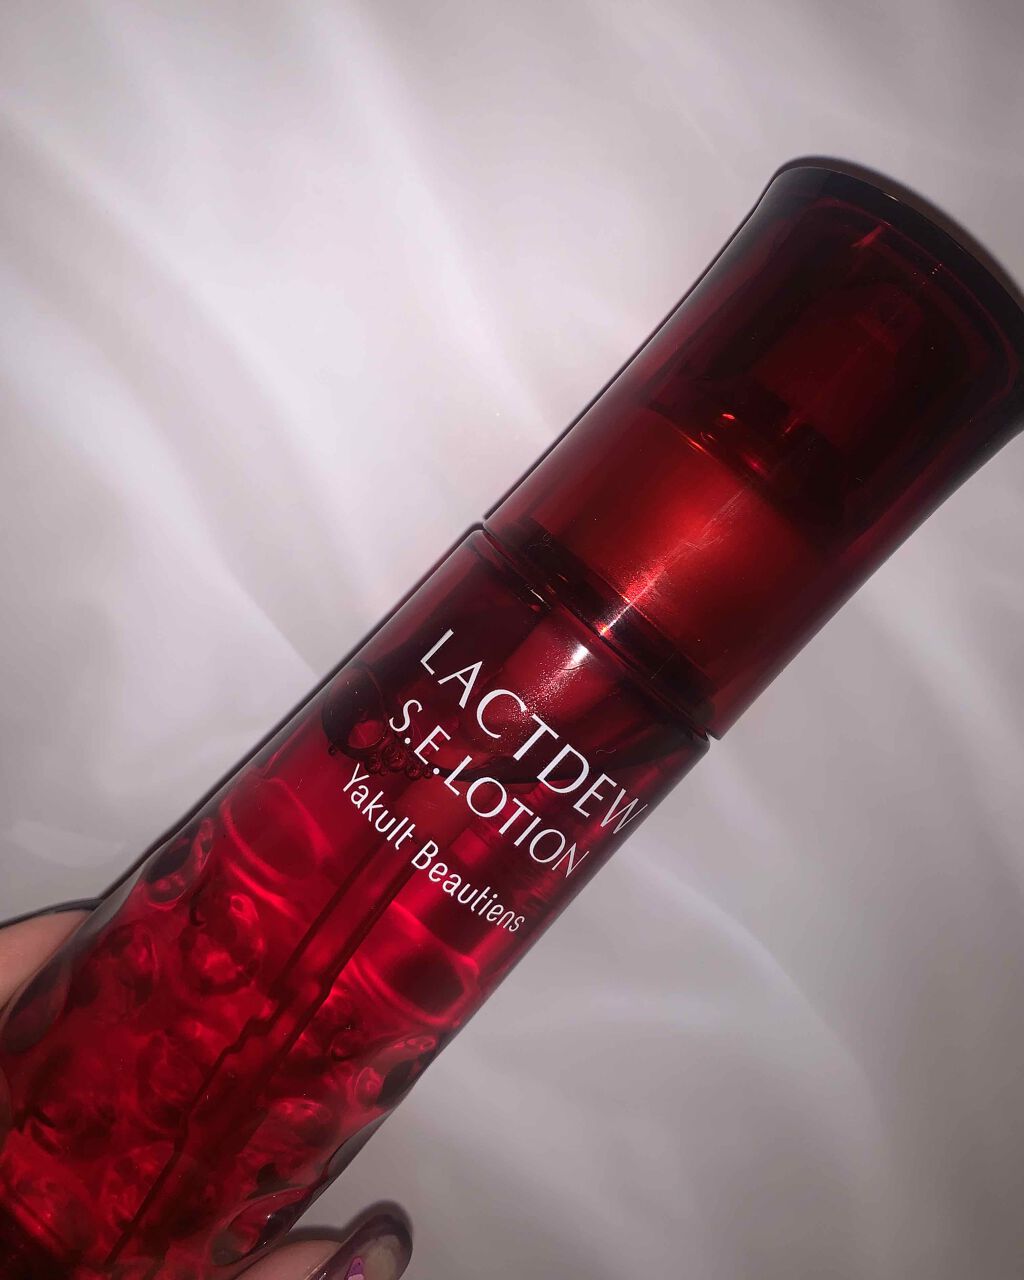 LACTDEW
S.E.LOTION
Yakult Beautiens